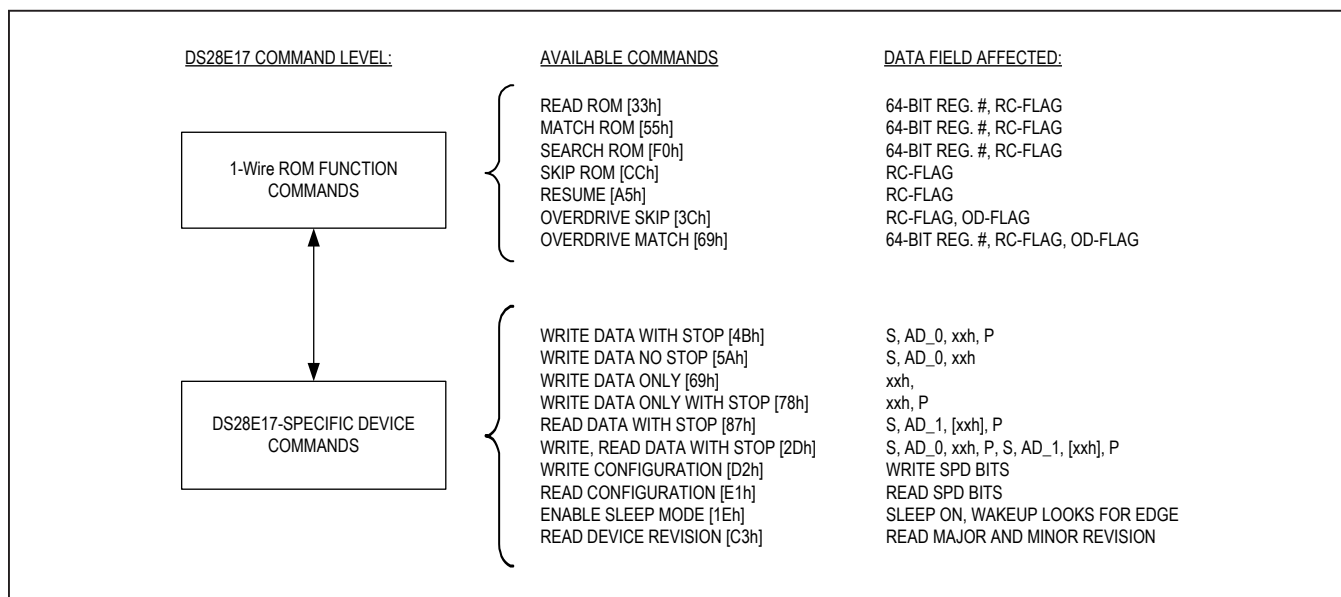 DS28E17 COMMAND LEVEL: AVAILABLE COMMANDS DATA FIELD AFFECTED:
1-Wire ROM FUNCTION
COMMANDS
READ ROM [33h] 64-BIT REG. #, RC-FLAG
MATCH ROM [55h] 64-BIT REG. #, RC-FLAG
SEARCH ROM [F0h] 64-BIT REG. #, RC-FLAG
SKIP ROM [CCh] RC-FLAG
RESUME [A5h] RC-FLAG
OVERDRIVE SKIP [3Ch] RC-FLAG, OD-FLAG
OVERDRIVE MATCH [69h] 64-BIT REG. #, RC-FLAG, OD-FLAG
DS28E17-SPECIFIC DEVICE
COMMANDS
WRITE DATA WITH STOP [4Bh] S, AD_0, xxh, P
WRITE DATA NO STOP [5Ah] S, AD_0, xxh
WRITE DATA ONLY [69h] xxh,
WRITE DATA ONLY WITH STOP [78h] xxh, P
READ DATA WITH STOP [87h] S, AD_1, [xxh], P
WRITE, READ DATA WITH STOP [2Dh] S, AD_0, xxh, P, S, AD_1, [xxh], P
WRITE CONFIGURATION [D2h] WRITE SPD BITS
READ CONFIGURATION [E1h] READ SPD BITS
ENABLE SLEEP MODE [1Eh] SLEEP ON, WAKEUP LOOKS FOR EDGE
READ DEVICE REVISION [C3h] READ MAJOR AND MINOR REVISION